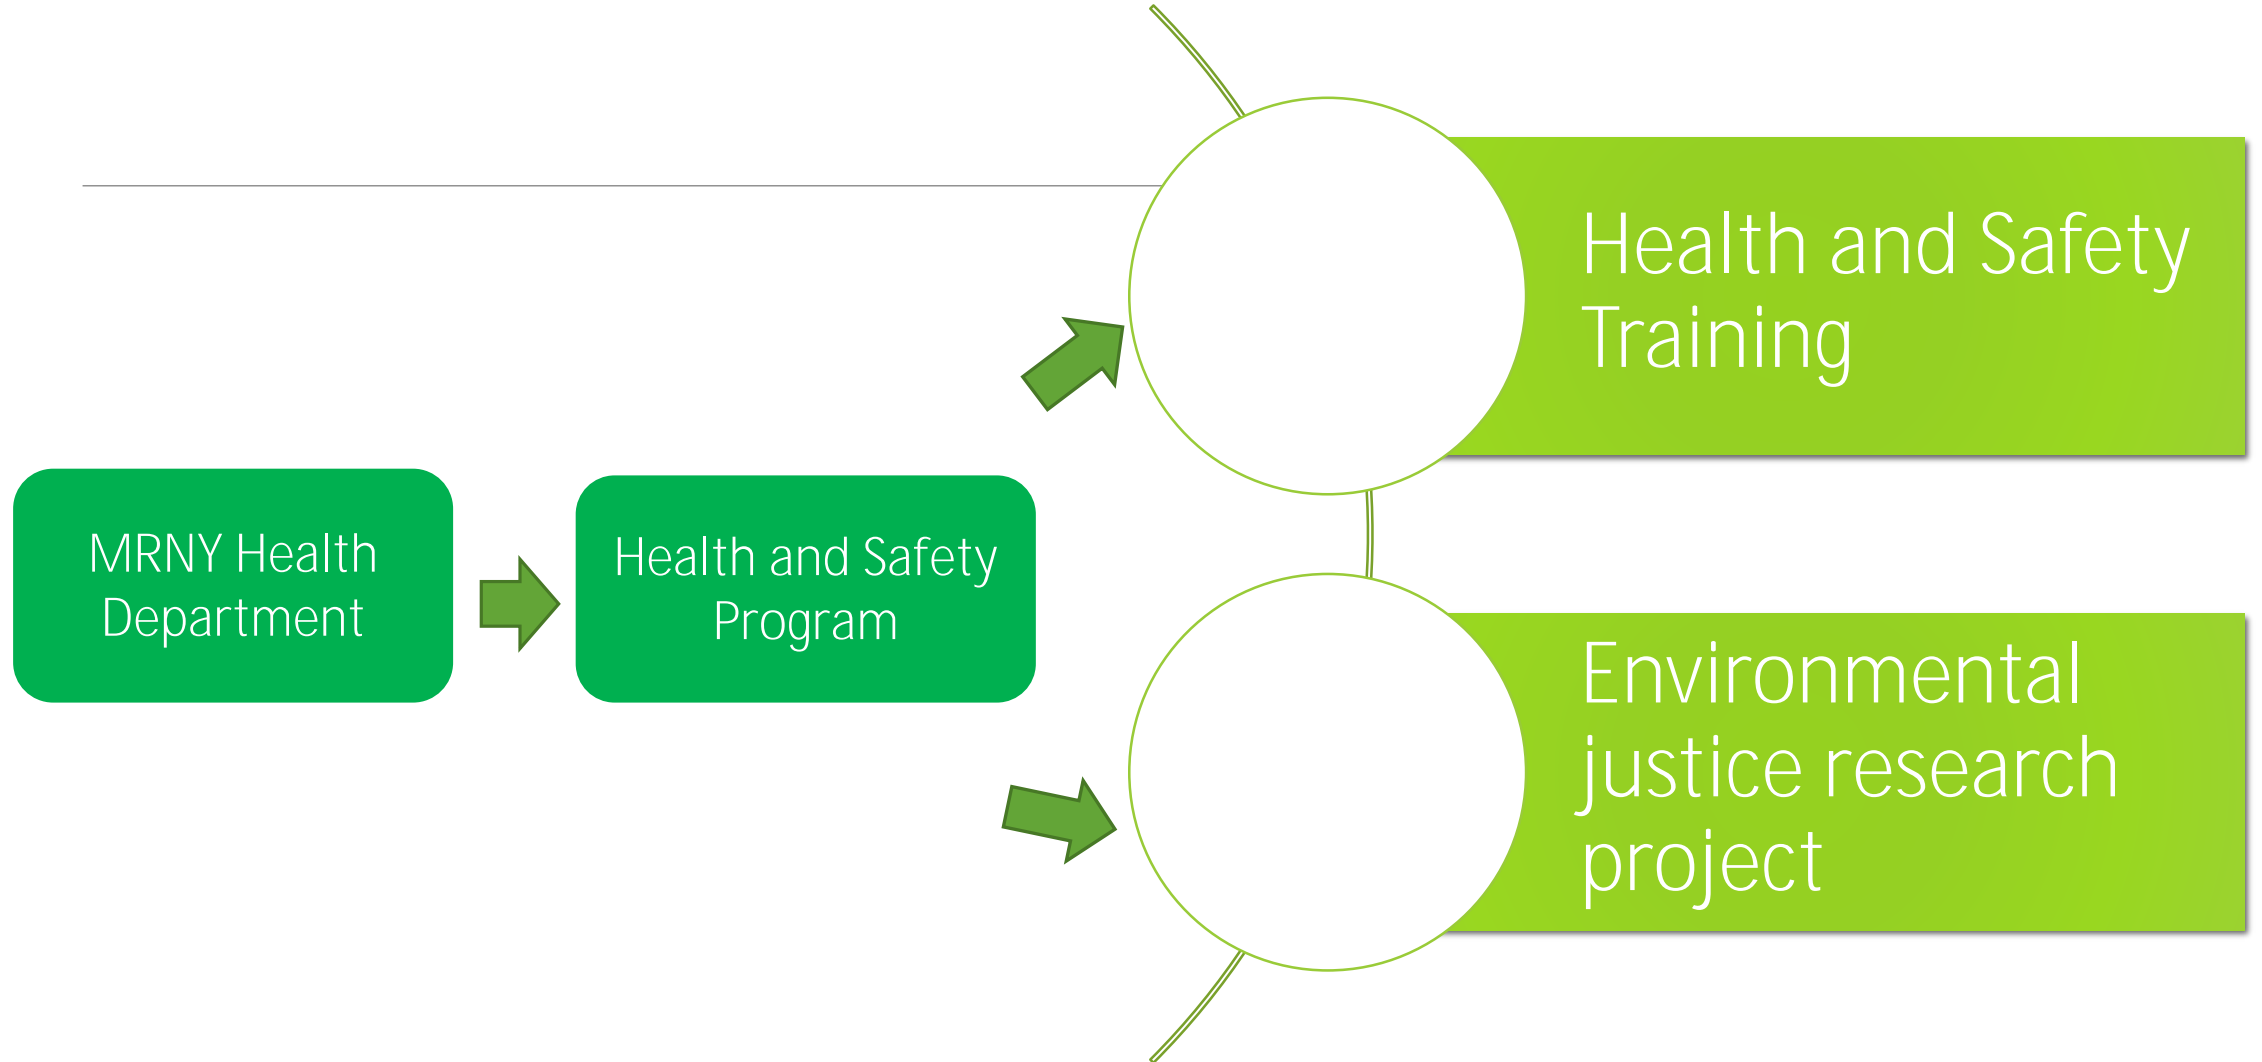 Health and Safety
Training
MRNY Health
Department
Health and Safety
Program
Environmental
justice research
project